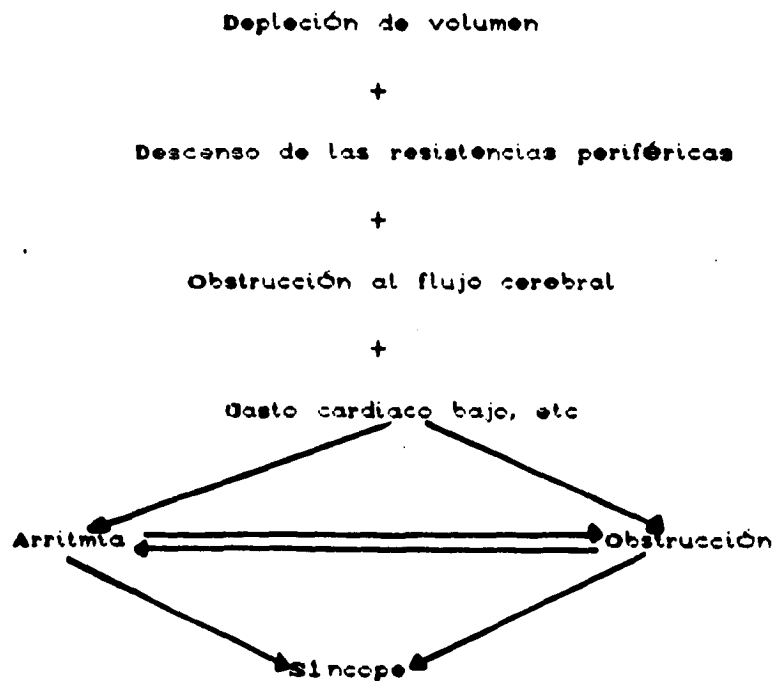 Depleción de volumen
+
Descenso de las resistencias periféricas
+
Obstrucción al flujo cerebral
+
Gasto cardiaco bajo, etc
Arritmia Obstrucción
Síncope